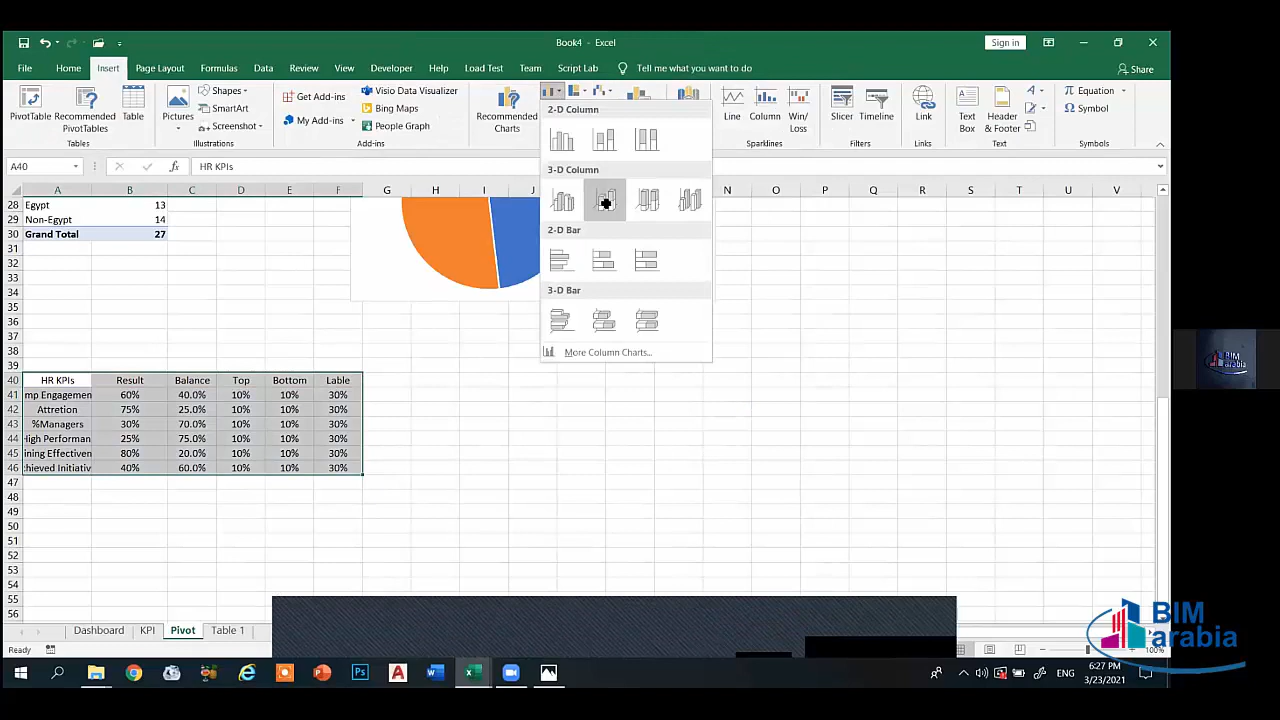 Book4 - Excel
Sign in
File Home Insert Page Layout Formulas Data Review View Developer Help Load Test Team Script Lab Tell me what you want to do
Share
PivotTable
Recommended PivotTables
Table
Tables
Pictures
Shapes
SmartArt
Screenshot
Illustrations
Get Add-ins
My Add-ins
Visio Data Visualizer
Bing Maps
People Graph
Add-ins
Recommended Charts
Line
Column
Win/Loss
Sparklines
Slicer
Timeline
Filters
Link
Links
Text Box
Header & Footer
Text
Equation
Symbol
Symbols
2-D Column
3-D Column
2-D Bar
3-D Bar
More Column Charts...
A40
fx HR KPIs
A B C D E F G H I J N O P Q R S T U V
28 Egypt 13
29 Non-Egypt 14
30 Grand Total 27
31
32
33
34
35
36
37
38
39
40 HR KPIs Result Balance Top Bottom Lable
41 mp Engagemen 60% 40.0% 10% 10% 30%
42 Attretion 75% 25.0% 10% 10% 30%
43 %Managers 30% 70.0% 10% 10% 30%
44 High Performan 25% 75.0% 10% 10% 30%
45 ining Effectiven 80% 20.0% 10% 10% 30%
46 chieved Initiativ 40% 60.0% 10% 10% 30%
47
48
49
50
51
52
53
54
55
56
Dashboard KPI Pivot Table 1
Ready
100%
ENG
6:27 PM
3/23/2021
BIM
arabia
BIM
arabia